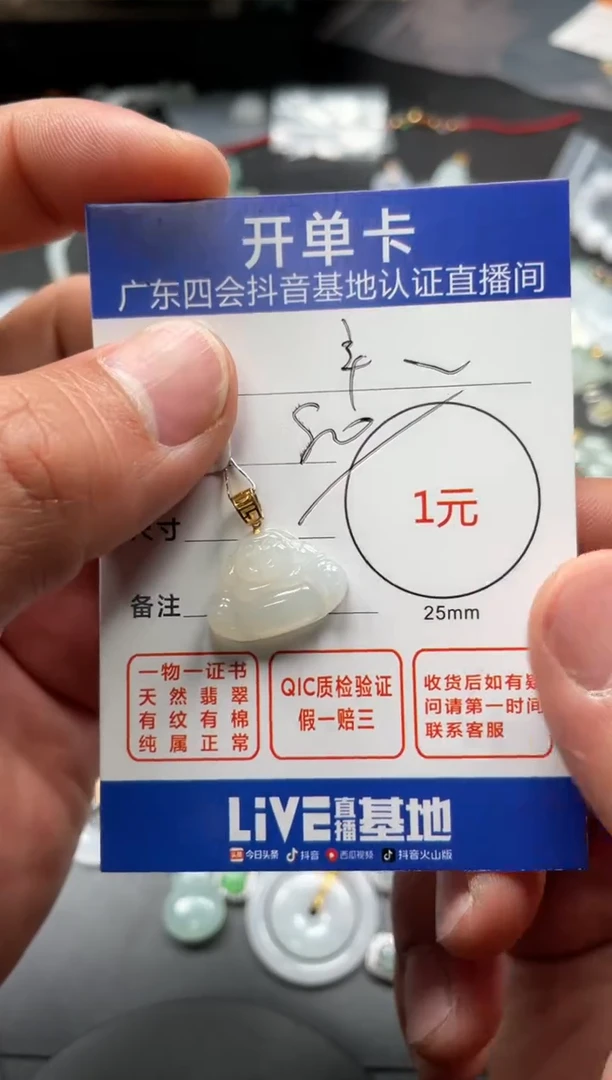 开单卡
广东四会抖音基地认证直播间
寸
1元
备注
25mm
一物一证书
天然翡翠
有纹有棉
纯属正常
QIC质检验证
假一赔三
收货后如有疑
问请第一时间
联系客服
LiVE直播基地
今日头条 抖音 西瓜视频 抖音火山版